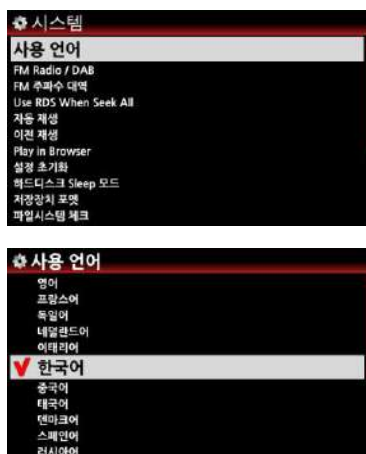 시스템
사용 언어
FM Radio / DAB
FM 주파수 대역
Use RDS When Seek All
자동 재생
이전 재생
Play in Browser
설정 초기화
하드디스크 Sleep 모드
저장장치 포맷
파일시스템 체크
사용 언어
영어
프랑스어
독일어
네덜란드어
이태리어
한국어
중국어
태국어
덴마크어
스페인어
러시아어